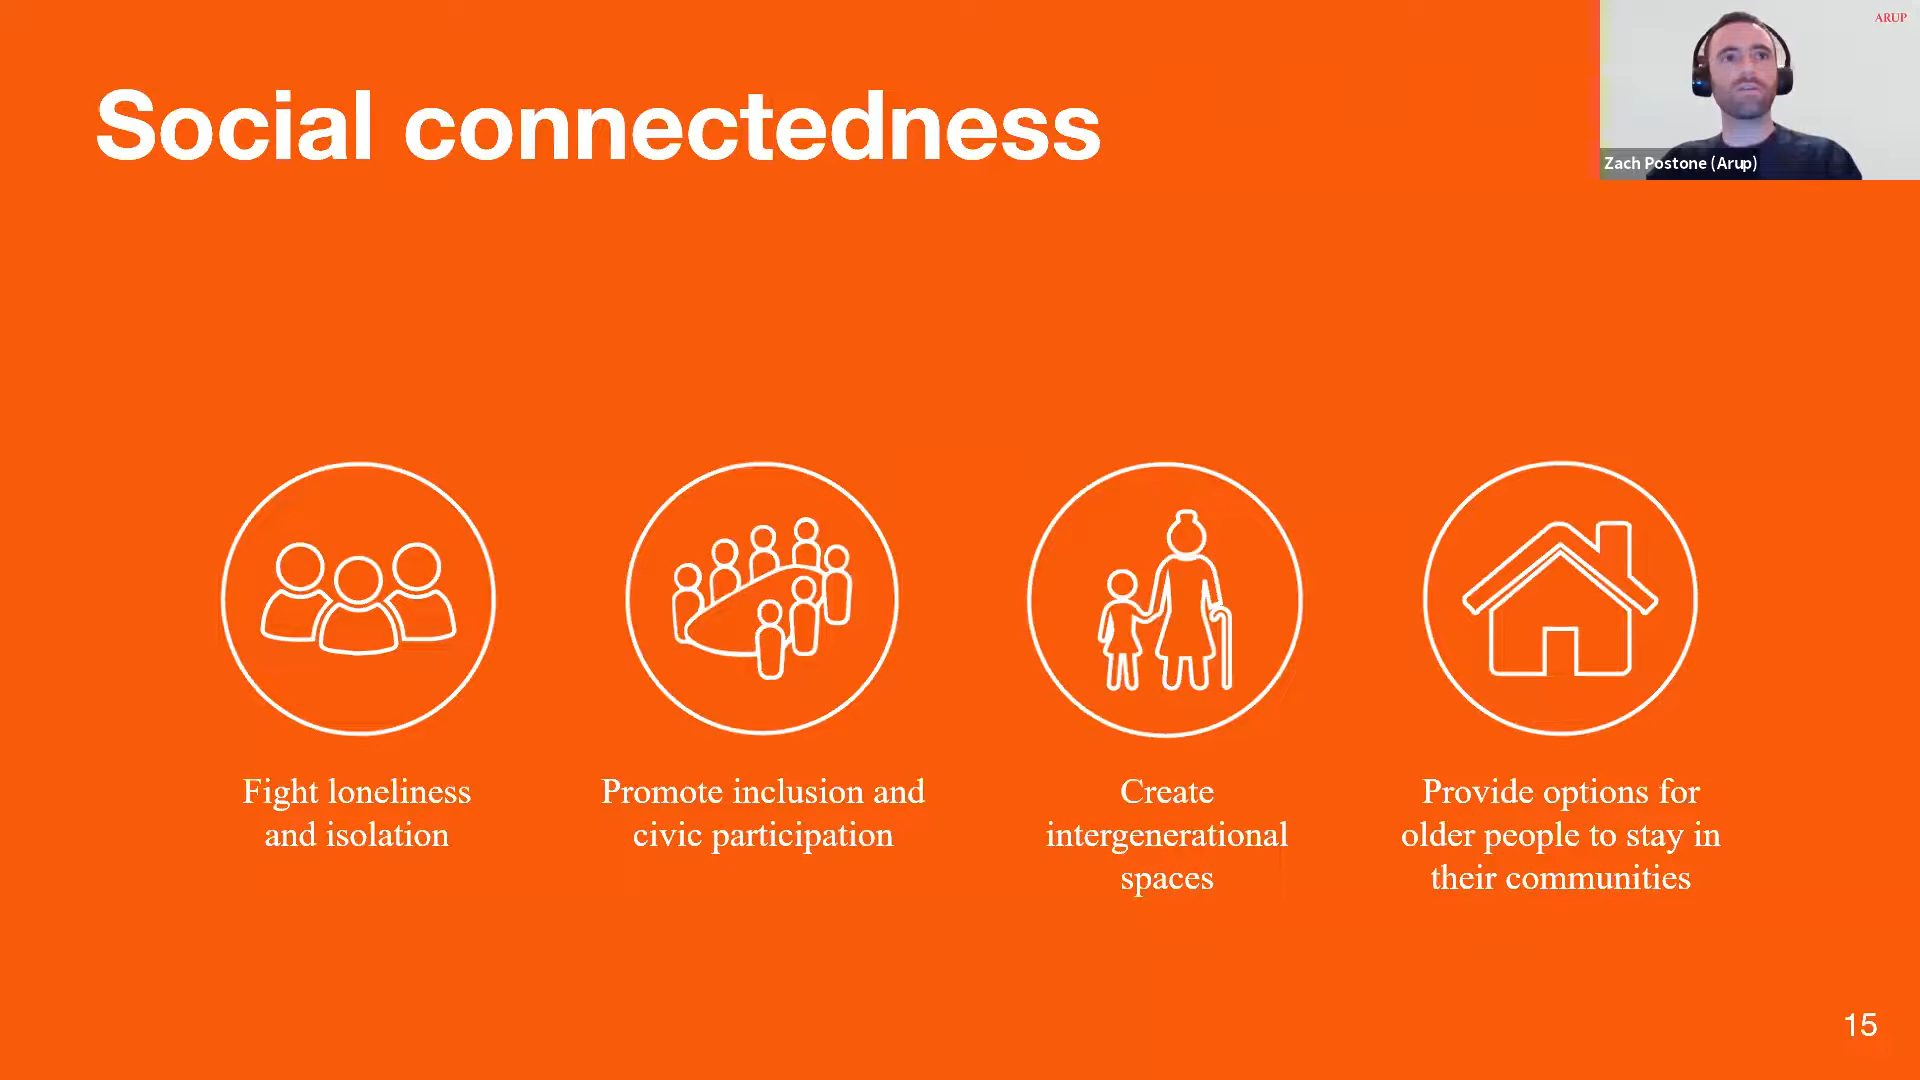 ARUP
Social connectedness
Zach Postone (Arup)
Fight loneliness
and isolation
Promote inclusion and
civic participation
Create
intergenerational
spaces
Provide options for
older people to stay in
their communities
15